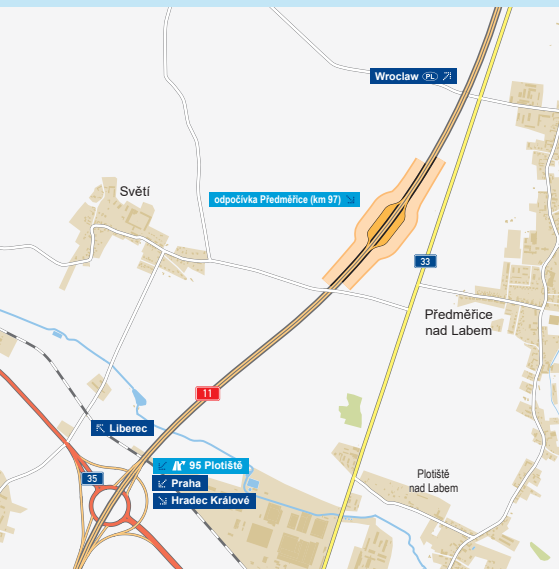 Wroclaw PL
Světí
odpočívka Předměřice (km 97)
33
Předměřice
nad Labem
11
Liberec
95 Plotiště
35
Praha
Hradec Králové
Plotiště
nad Labem